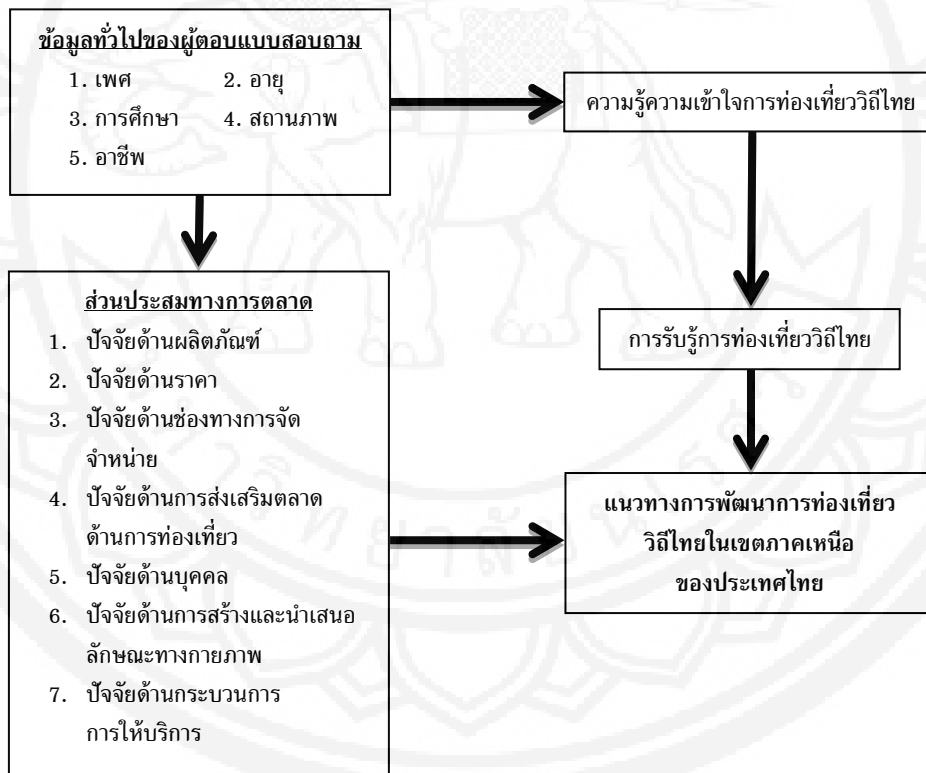 ข้อมูลทั่วไปของผู้ตอบแบบสอบถาม
1. เพศ 2. อายุ
3. การศึกษา 4. สถานภาพ
5. อาชีพ
ความรู้ความเข้าใจการท่องเที่ยววิถีไทย
ส่วนประสมทางการตลาด
1. ปัจจัยด้านผลิตภัณฑ์
2. ปัจจัยด้านราคา
3. ปัจจัยด้านช่องทางการจัด
จำหน่าย
4. ปัจจัยด้านการส่งเสริมตลาด
ด้านการท่องเที่ยว
5. ปัจจัยด้านบุคคล
6. ปัจจัยด้านการสร้างและนำเสนอ
ลักษณะทางกายภาพ
7. ปัจจัยด้านกระบวนการ
การให้บริการ
การรับรู้การท่องเที่ยววิถีไทย
แนวทางการพัฒนาการท่องเที่ยว
วิถีไทยในเขตภาคเหนือ
ของประเทศไทย